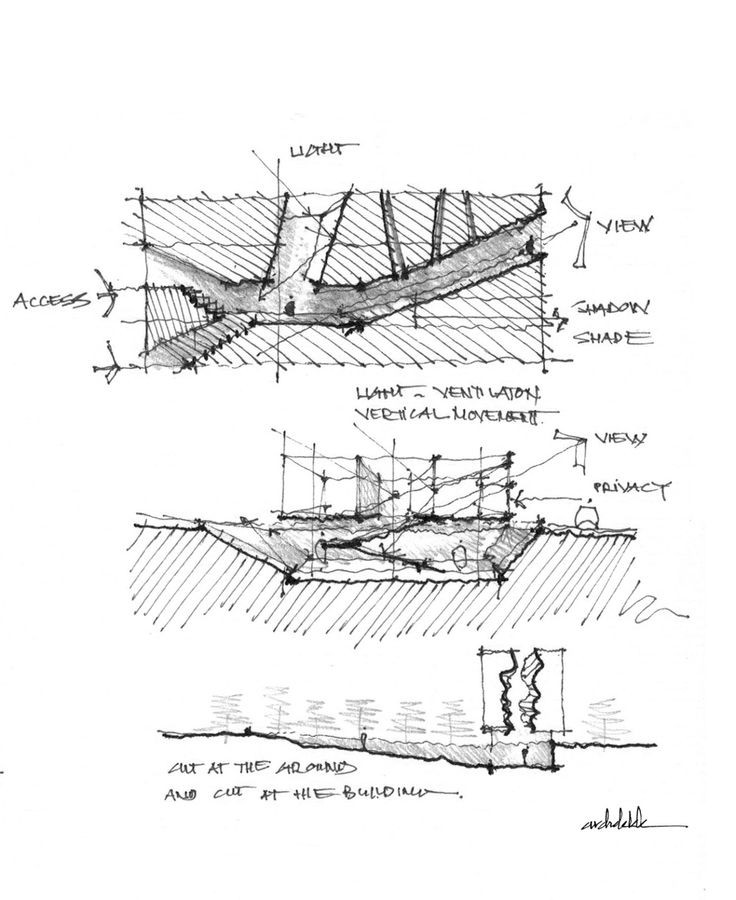 LIGHT
VIEW
ACCESS
SHADOW
SHADE
LIGHT ~ VENTILATON
VERTICAL MOVEMENT.
VIEW
PRIVACY
CUT AT THE GROUND
AND CUT AT THE BUILDING.